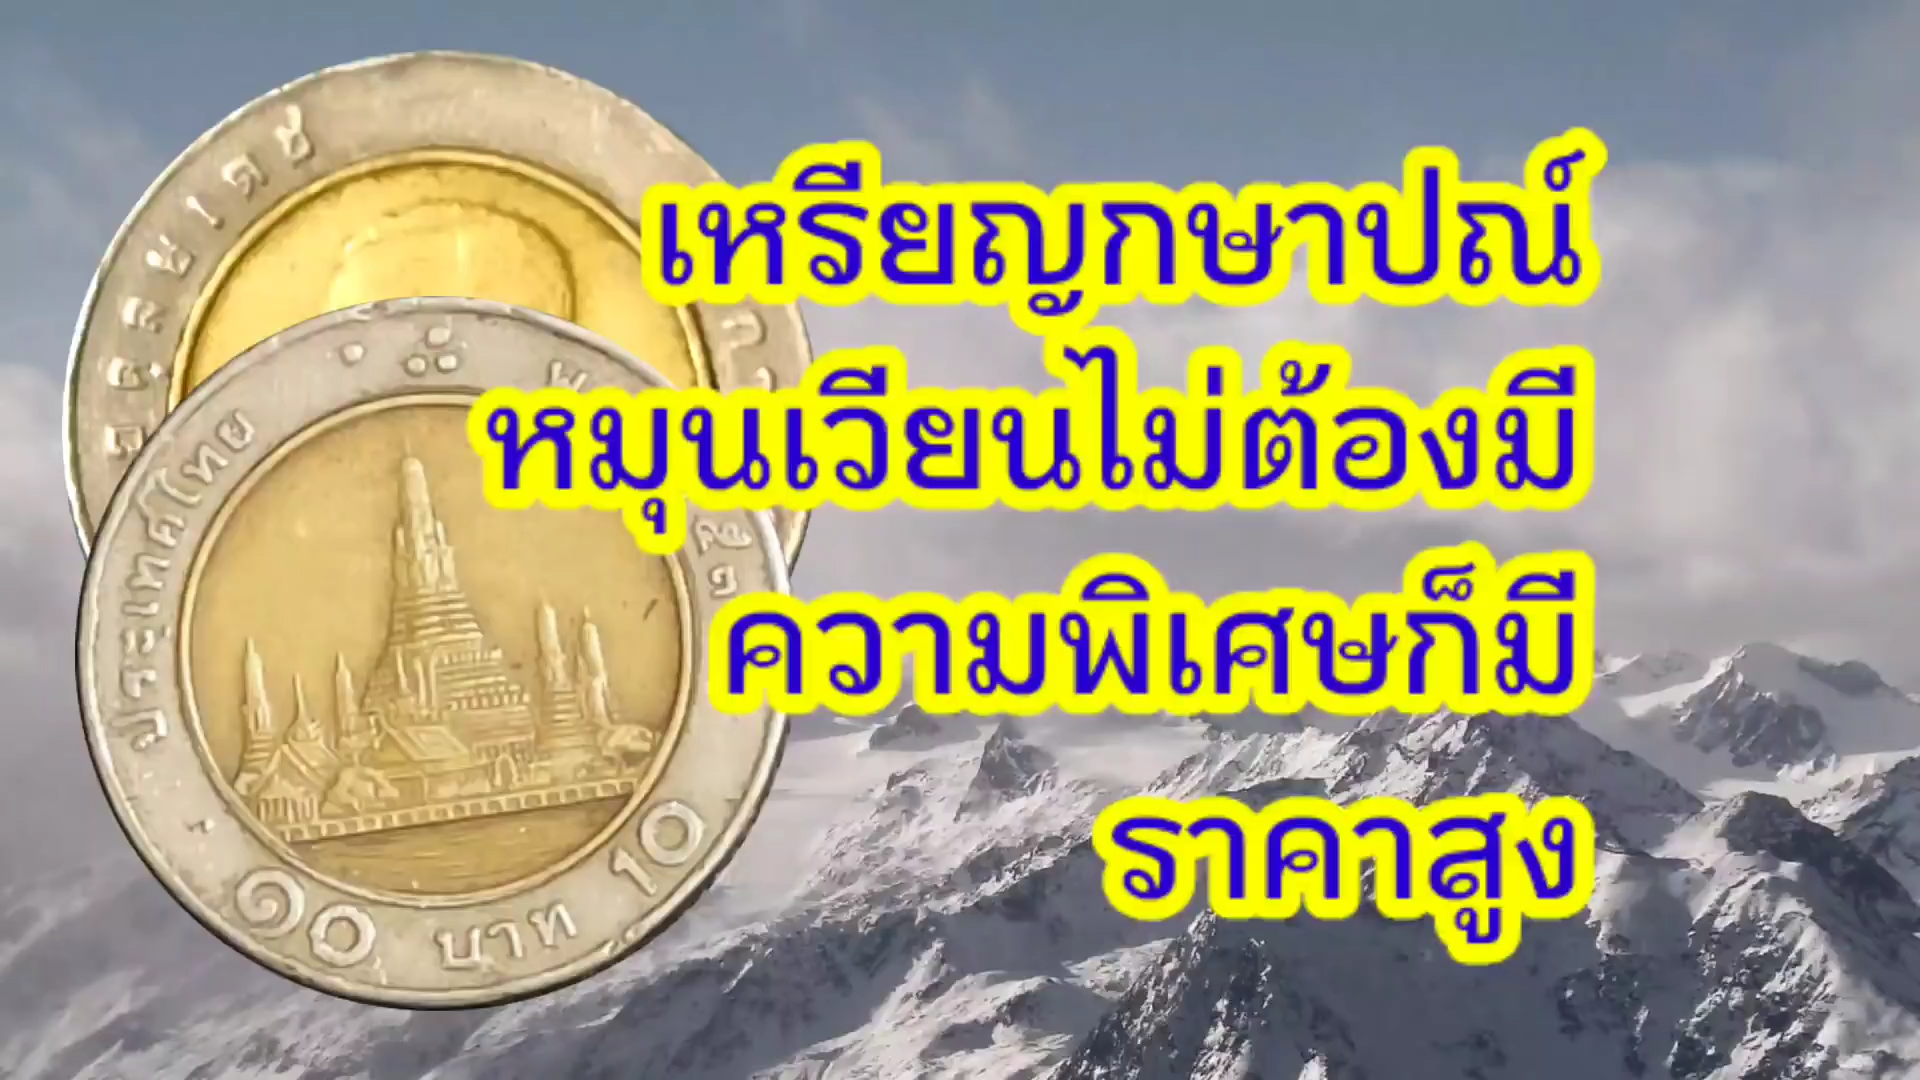 เหรียญกษาปณ์
หมุนเวียนไม่ต้องมี
ความพิเศษก็มี
ราคาสูง
ประเทศไทย
๑๐ บาท 10